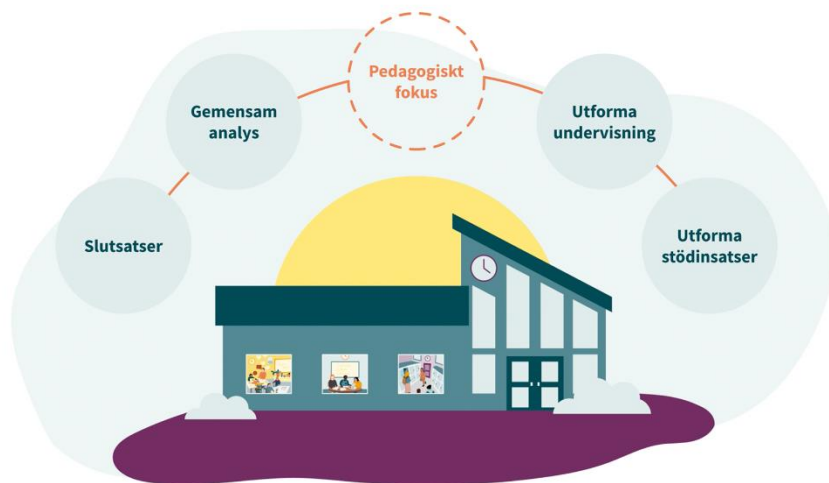 Pedagogiskt
fokus
Gemensam
analys
Utforma
undervisning
Slutsatser
Utforma
stödinsatser